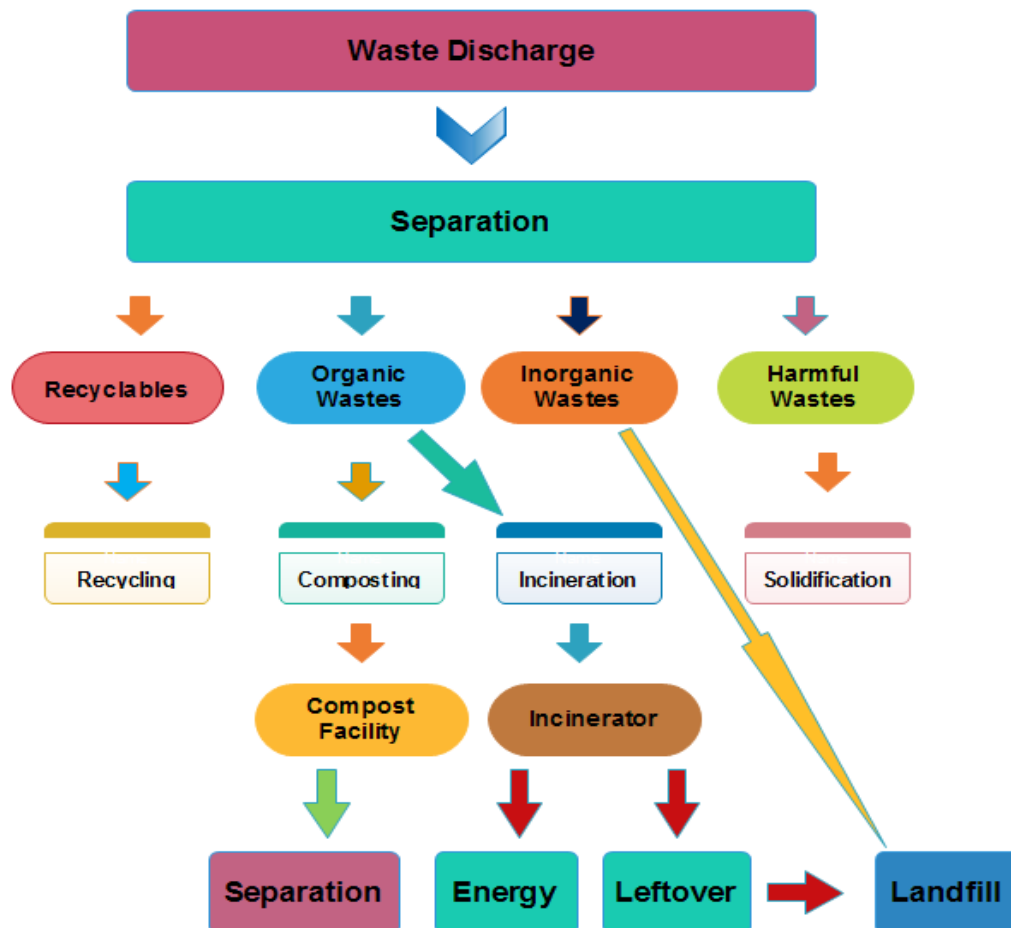 Waste Discharge
Separation
Recyclables
Organic
Wastes
Inorganic
Wastes
Harmful
Wastes
Recycling
Composting
Incineration
Solidification
Compost
Facility
Incinerator
Separation
Energy
Leftover
Landfill